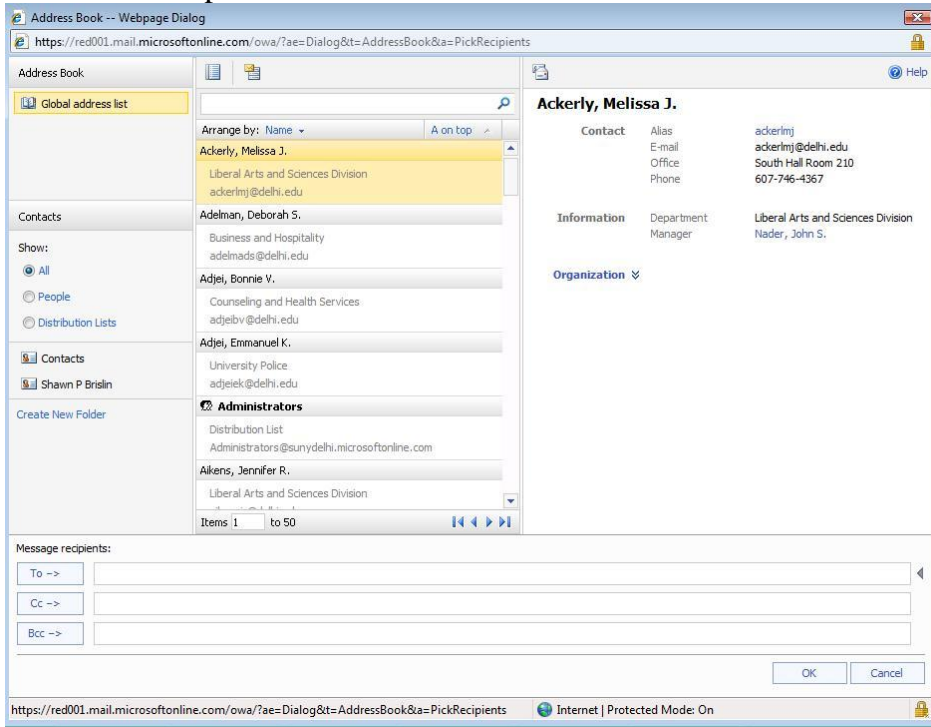 Address Book -- Webpage Dialog
https://red001.mail.microsoftonline.com/owa/?ae=Dialog&t=AddressBook&a=PickRecipients
Address Book
Help
Global address list
Arrange by: Name
A on top
Ackerly, Melissa J.
Liberal Arts and Sciences Division
ackerlmj@delhi.edu
Adelman, Deborah S.
Business and Hospitality
adelmads@delhi.edu
Adjei, Bonnie V.
Counseling and Health Services
adjeibv@delhi.edu
Adjei, Emmanuel K.
University Police
adjeiek@delhi.edu
Administrators
Distribution List
Administrators@sunydelhi.microsoftonline.com
Aikens, Jennifer R.
Liberal Arts and Sciences Division
Items 1 to 50
Contacts
Show:
All
People
Distribution Lists
Contacts
Shawn P Brislin
Create New Folder
Ackerly, Melissa J.
Contact Alias ackerlmj
E-mail ackerlmj@delhi.edu
Office South Hall Room 210
Phone 607-746-4367
Information Department Liberal Arts and Sciences Division
Manager Nader, John S.
Organization
Message recipients:
To ->
Cc ->
Bcc ->
OK Cancel
https://red001.mail.microsoftonline.com/owa/?ae=Dialog&t=AddressBook&a=PickRecipients
Internet | Protected Mode: On